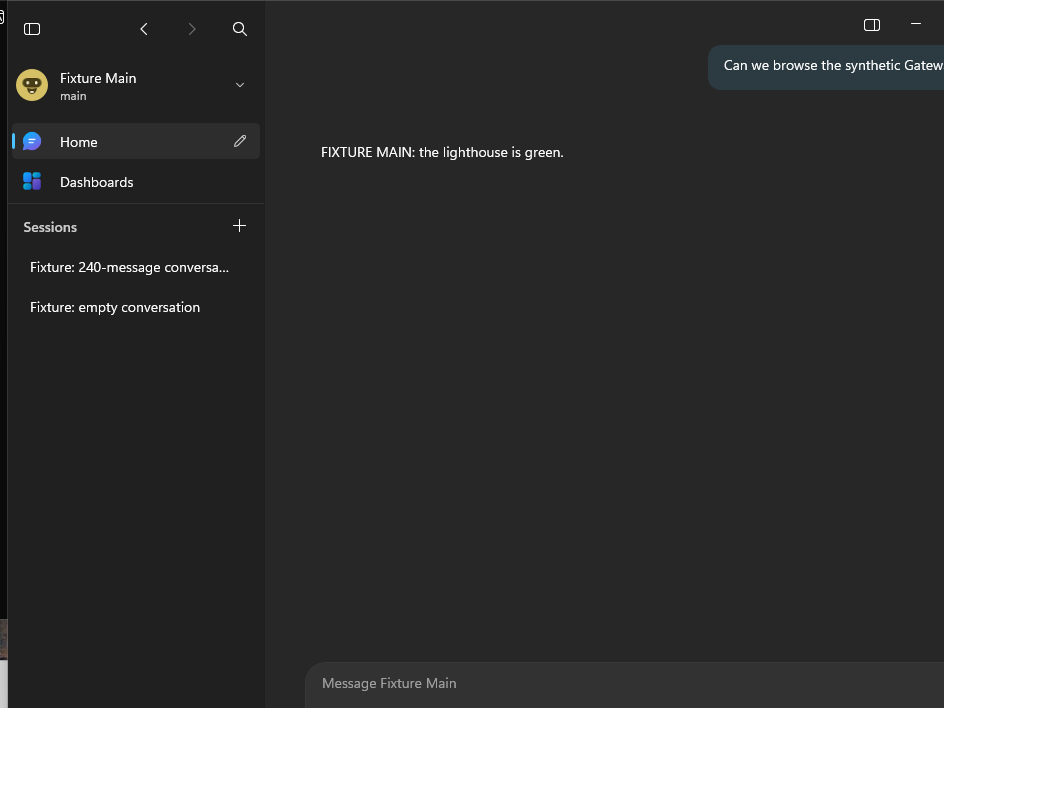 Fixture Main
main
Home
Dashboards
Sessions
Fixture: 240-message conversa...
Fixture: empty conversation
Can we browse the synthetic
FIXTURE MAIN: the lighthouse is green.
Message Fixture Main